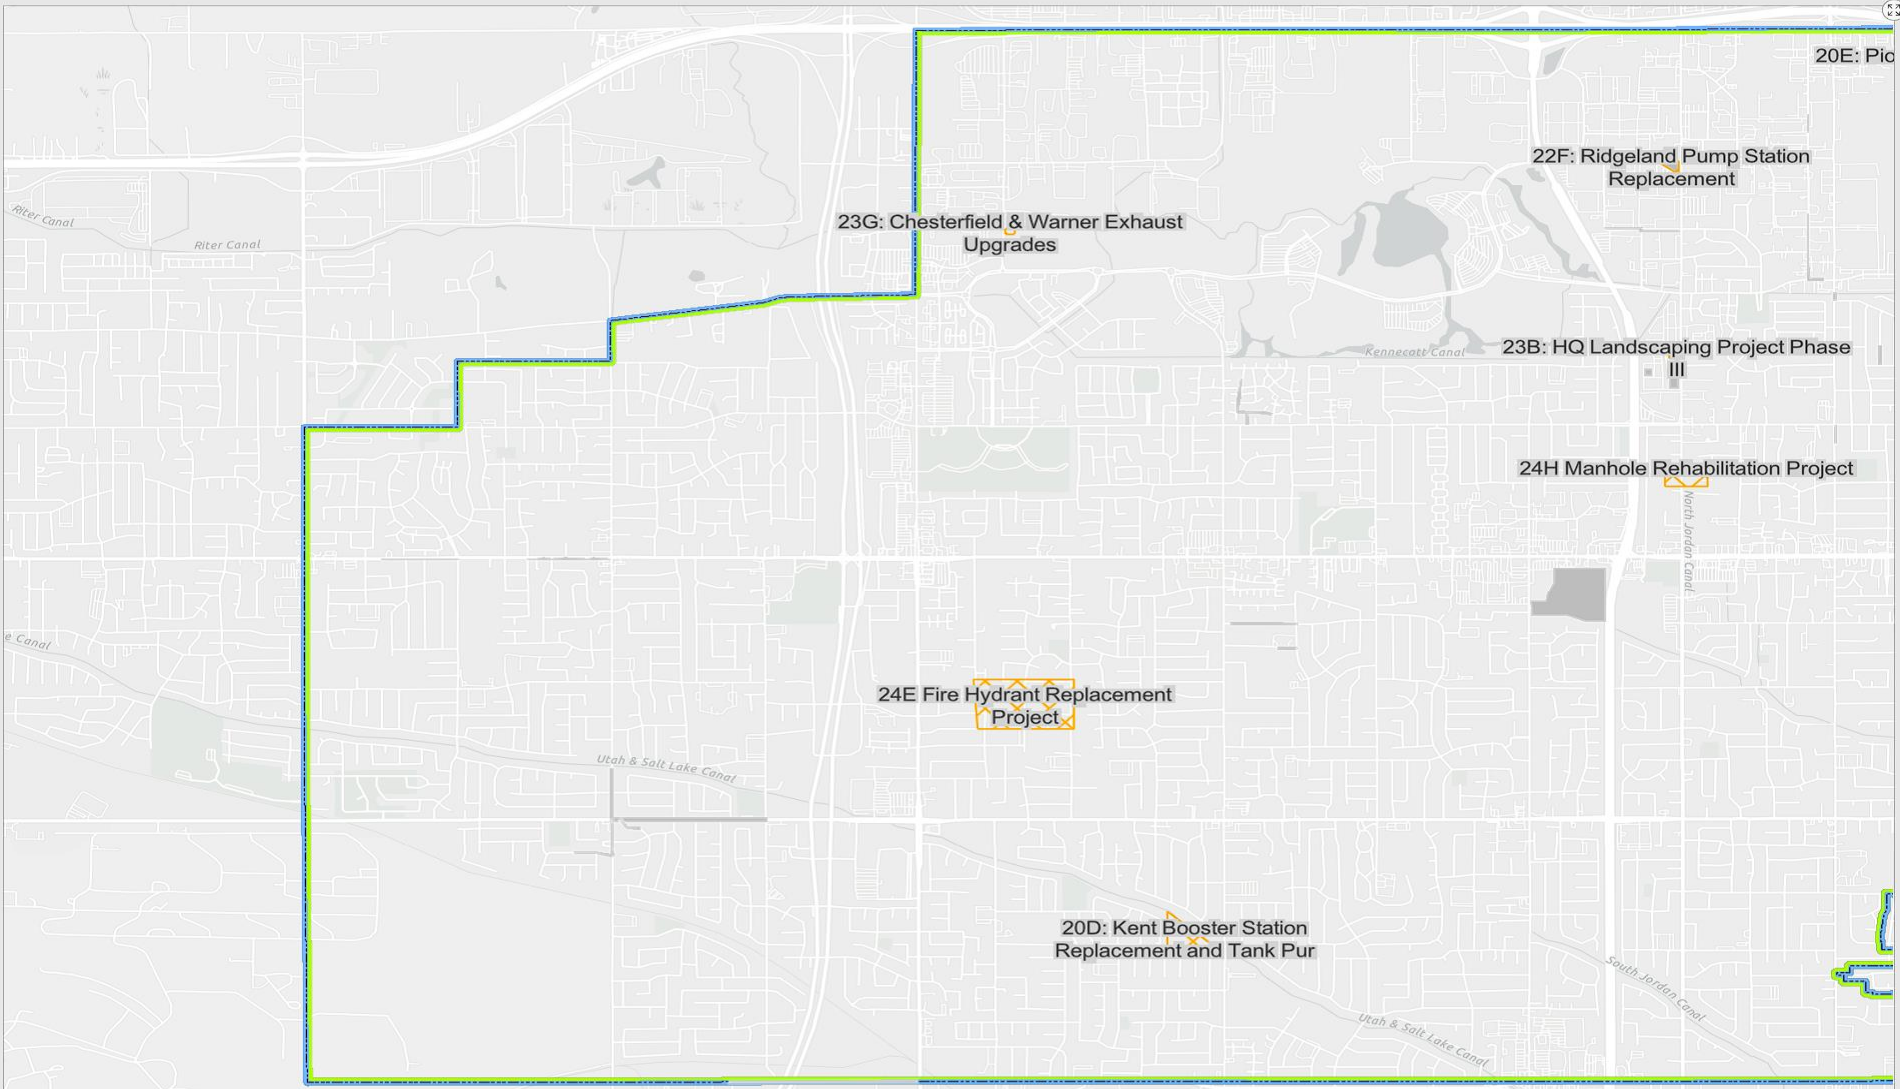 20E: Pio
22F: Ridgeland Pump Station
Replacement
Riter Canal
Riter Canal
23G: Chesterfield & Warner Exhaust
Upgrades
Kennecott Canal
23B: HQ Landscaping Project Phase
III
24H Manhole Rehabilitation Project
North Jordan Canal
e Canal
24E Fire Hydrant Replacement
Project
Utah & Salt Lake Canal
20D: Kent Booster Station
Replacement and Tank Pur
South Jordan Canal
Utah & Salt Lake Canal